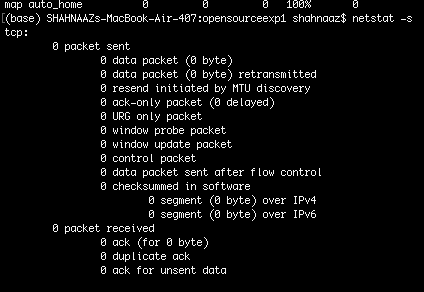 map auto_home 0 0 0 100% 0
[(base) SHAHNAAZs-MacBook-Air-407:opensourceexp1 shahnaaz$ netstat -s
tcp:
0 packet sent
0 data packet (0 byte)
0 data packet (0 byte) retransmitted
0 resend initiated by MTU discovery
0 ack-only packet (0 delayed)
0 URG only packet
0 window probe packet
0 window update packet
0 control packet
0 data packet sent after flow control
0 checksummed in software
0 segment (0 byte) over IPv4
0 segment (0 byte) over IPv6
0 packet received
0 ack (for 0 byte)
0 duplicate ack
0 ack for unsent data